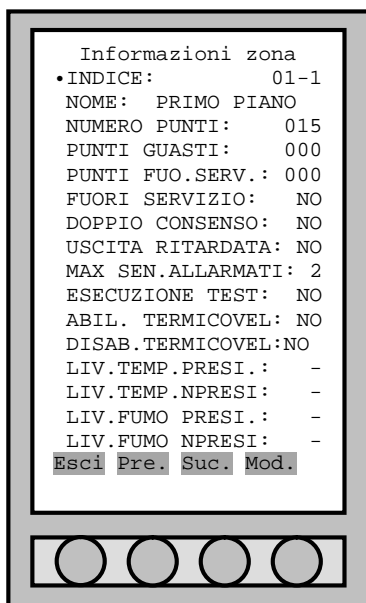 Informazioni zona
•INDICE: 01-1
NOME: PRIMO PIANO
NUMERO PUNTI: 015
PUNTI GUASTI: 000
PUNTI FUO.SERV.: 000
FUORI SERVIZIO: NO
DOPPIO CONSENSO: NO
USCITA RITARDATA: NO
MAX SEN.ALLARMATI: 2
ESECUZIONE TEST: NO
ABIL. TERMICOVEL: NO
DISAB.TERMICOVEL:NO
LIV.TEMP.PRESI.: -
LIV.TEMP.NPRESI: -
LIV.FUMO PRESI.: -
LIV.FUMO NPRESI: -
Esci Pre. Suc. Mod.